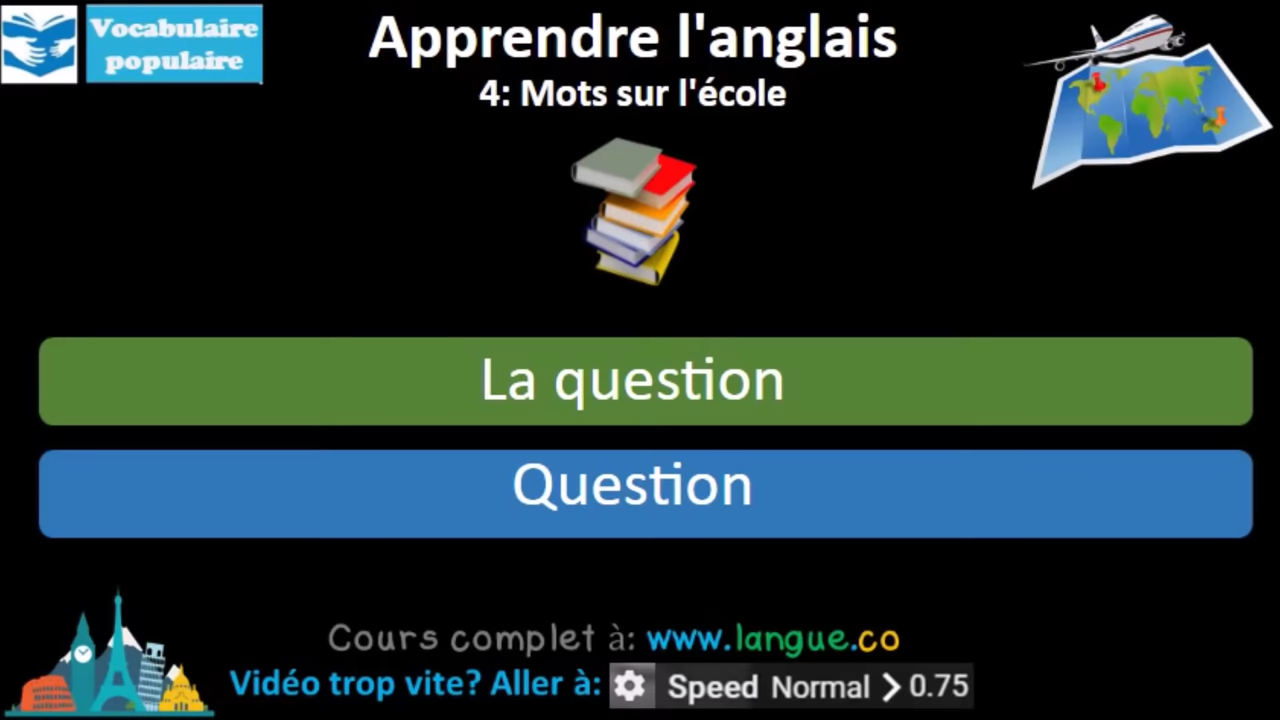 Vocabulaire
populaire
Apprendre l'anglais
4: Mots sur l'école
La question
Question
Cours complet à: www.langue.co
Vidéo trop vite? Aller à: Speed Normal > 0.75